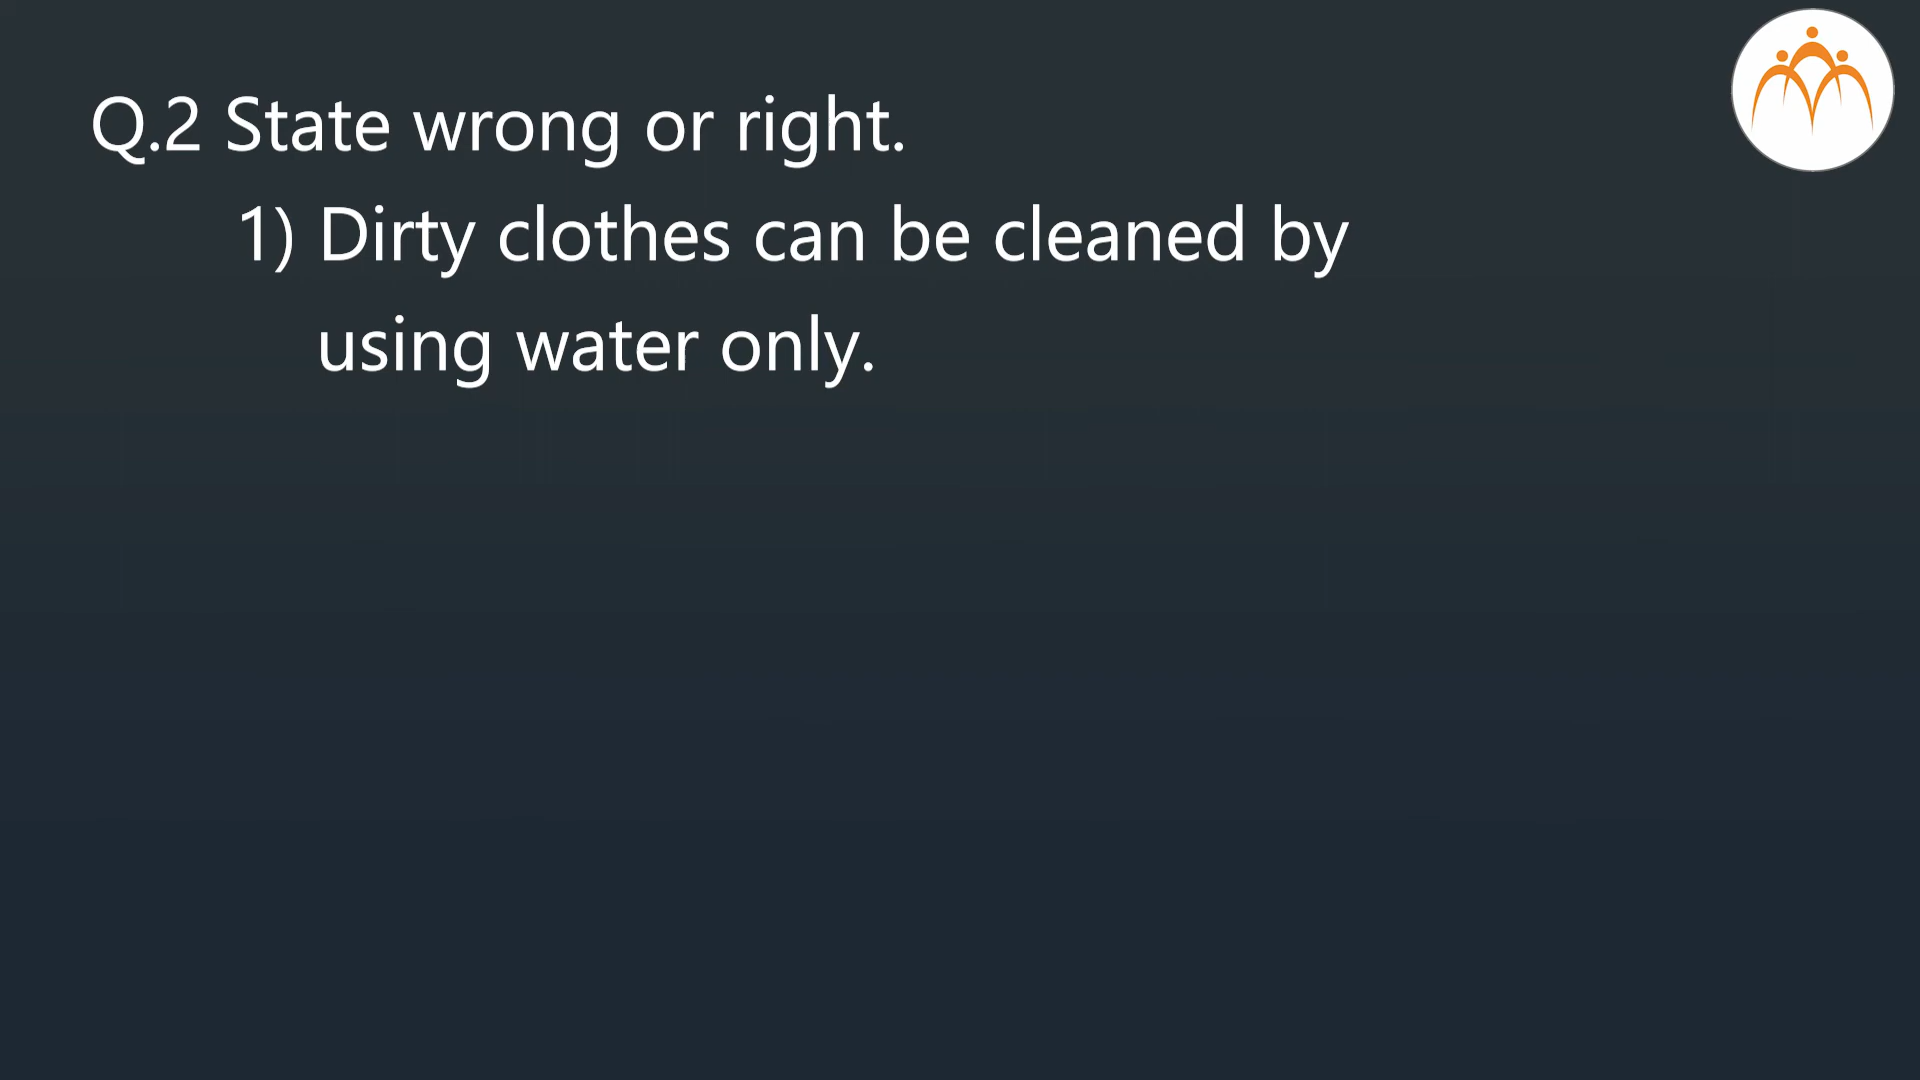 Q.2 State wrong or right.
1) Dirty clothes can be cleaned by
using water only.